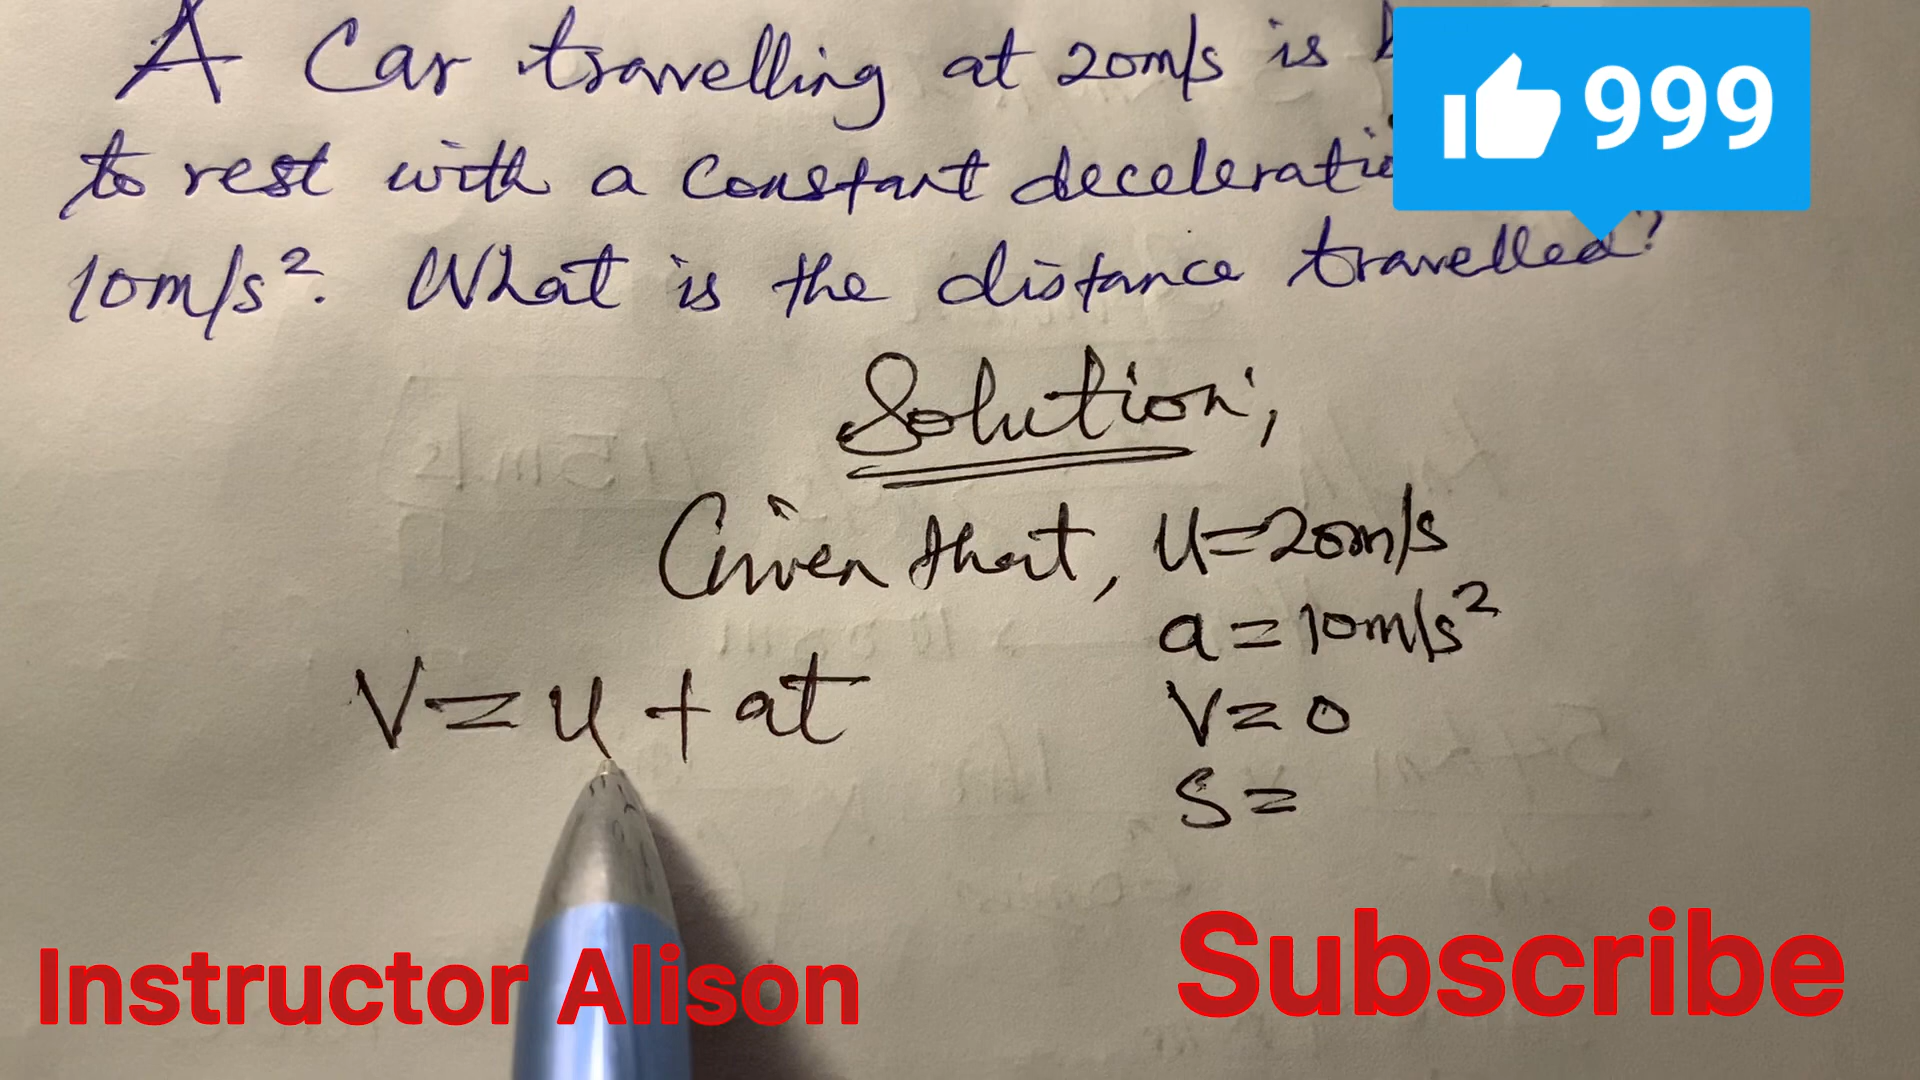 A Car travelling at 20m/s is
999
to rest with a constant
10m/s². What is the distance travelled?
Solution;
Given that, u=20m/s
a=10m/s²
V=u+at
V=0
S=
Instructor Alison
Subscribe